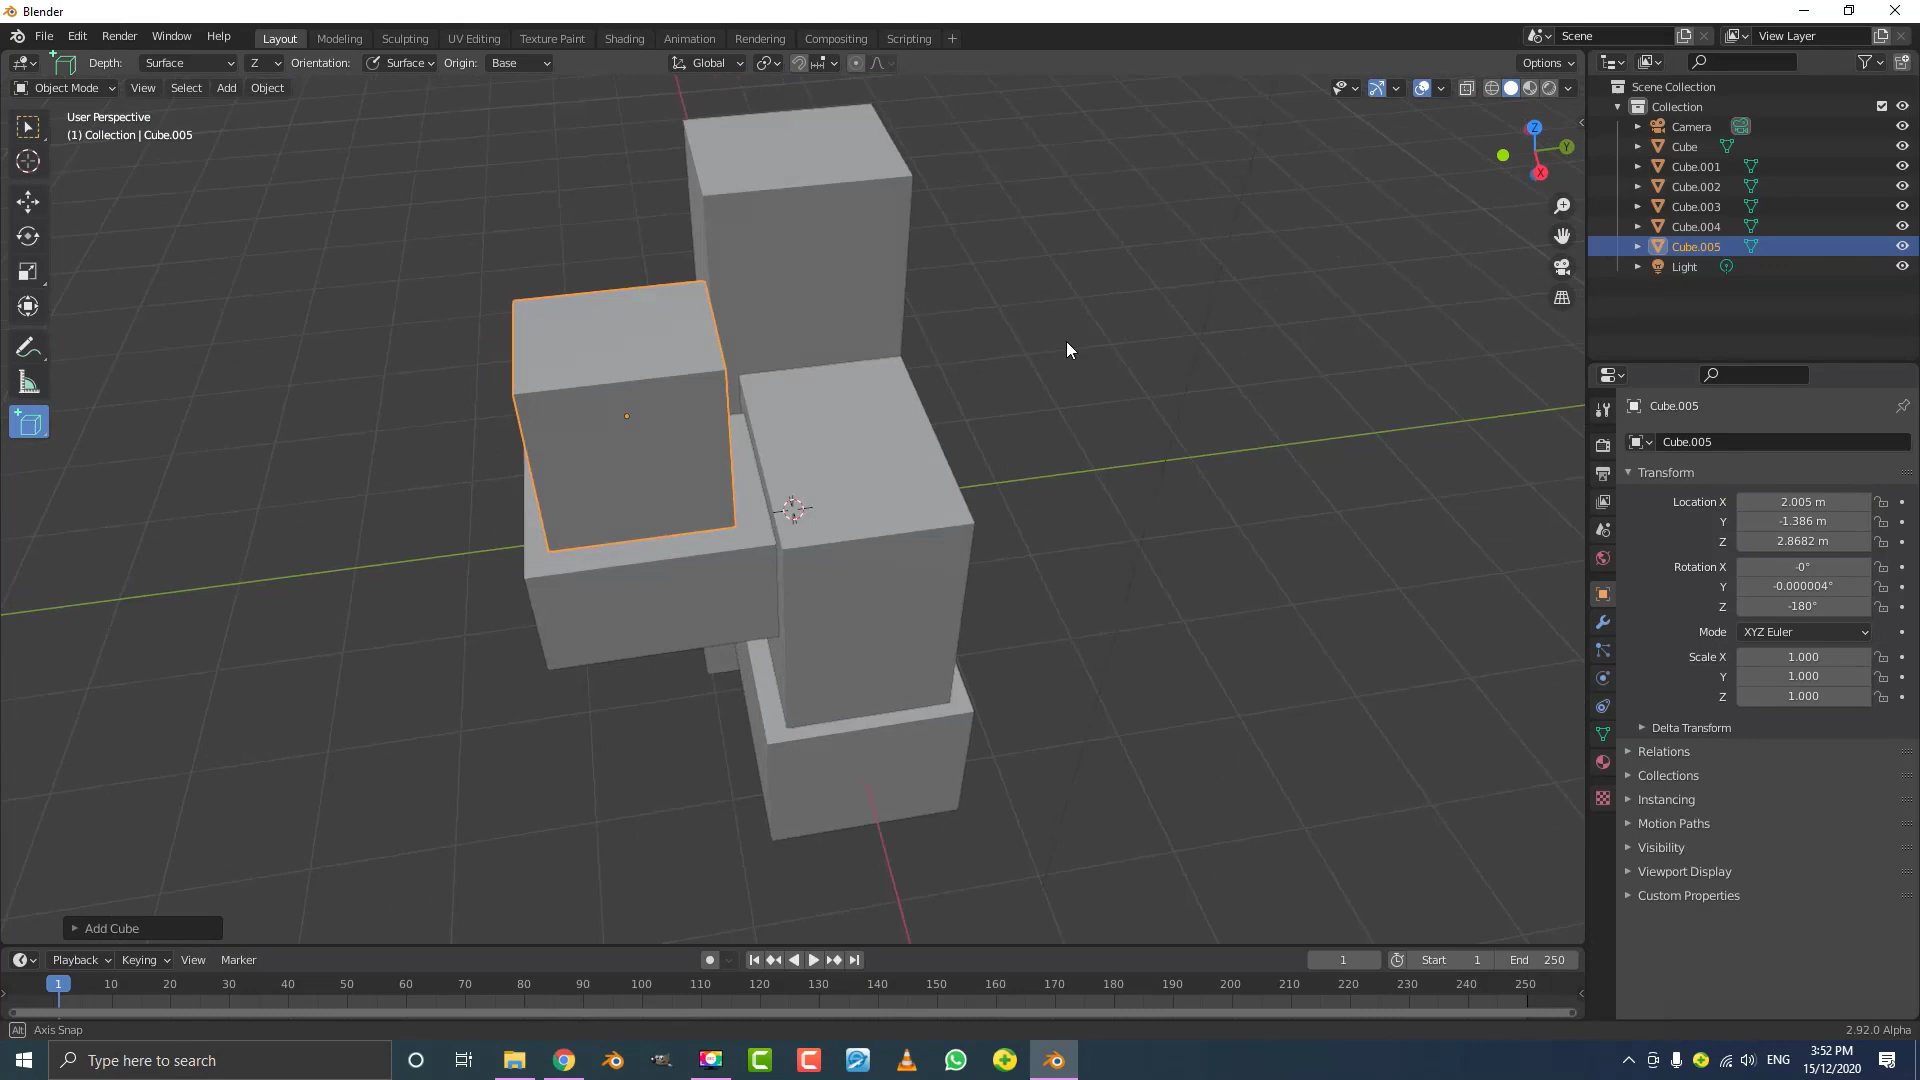 Blender
File Edit Render Window Help Layout Modeling Sculpting UV Editing Texture Paint Shading Animation Rendering Compositing Scripting + Scene View Layer
Depth: Surface Z Orientation: Surface Origin: Base Global Options
Object Mode View Select Add Object
User Perspective
(1) Collection | Cube.005
Z
Y
X
Scene Collection
Collection
Camera
Cube
Cube.001
Cube.002
Cube.003
Cube.004
Cube.005
Light
Cube.005
Cube.005
Transform
Location X 2.005 m
Y -1.386 m
Z 2.8682 m
Rotation X -0°
Y -0.000004°
Z -180°
Mode XYZ Euler
Scale X 1.000
Y 1.000
Z 1.000
Delta Transform
Relations
Collections
Instancing
Motion Paths
Visibility
Viewport Display
Custom Properties
Add Cube
Playback Keying View Marker 1 Start 1 End 250
1 10 20 30 40 50 60 70 80 90 100 110 120 130 140 150 160 170 180 190 200 210 220 230 240 250
Alt Axis Snap 2.92.0 Alpha
Type here to search ENG 3:52 PM
15/12/2020